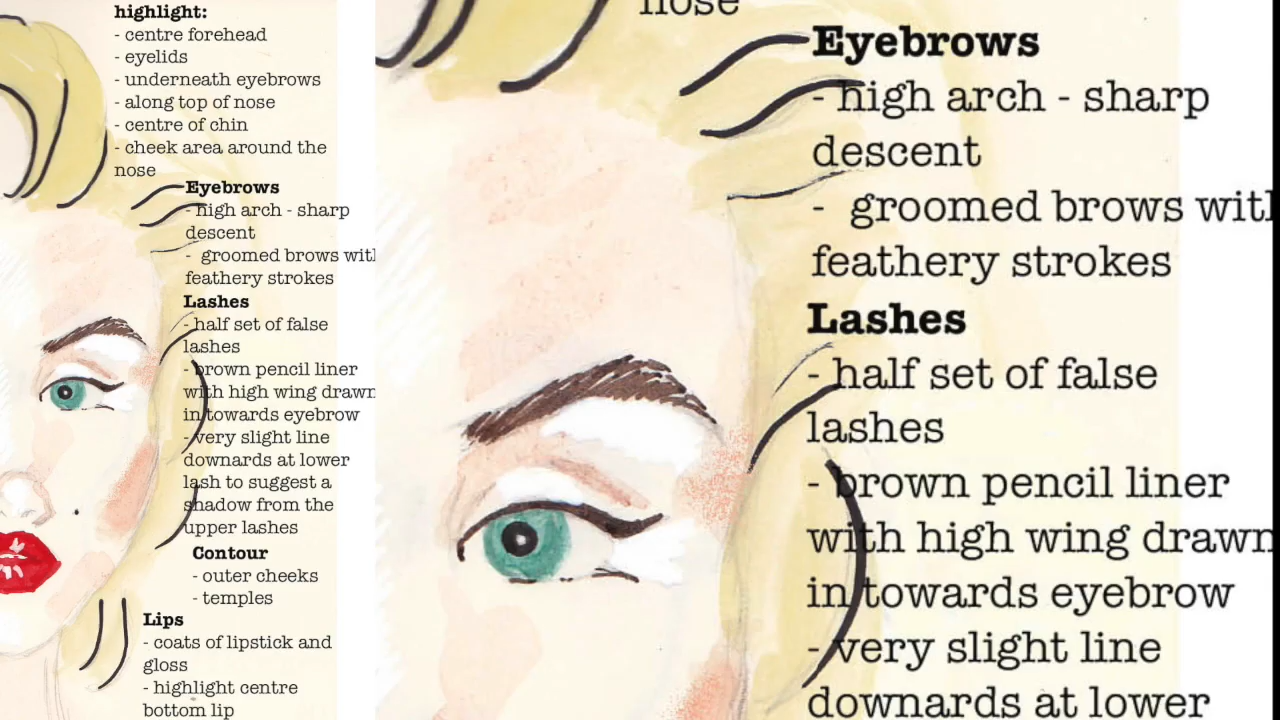 highlight:
- centre forehead
- eyelids
- underneath eyebrows
- along top of nose
- centre of chin
- cheek area around the
nose
Eyebrows
- high arch - sharp
descent
- groomed brows with
feathery strokes
Lashes
- half set of false
lashes
- brown pencil liner
with high wing drawn
in towards eyebrow
- very slight line
downards at lower
lash to suggest a
shadow from the
upper lashes
Contour
- outer cheeks
- temples
Lips
- coats of lipstick and
gloss
- highlight centre
bottom lip
nose
Eyebrows
- high arch - sharp
descent
- groomed brows with
feathery strokes
Lashes
- half set of false
lashes
- brown pencil liner
with high wing drawn
in towards eyebrow
- very slight line
downards at lower